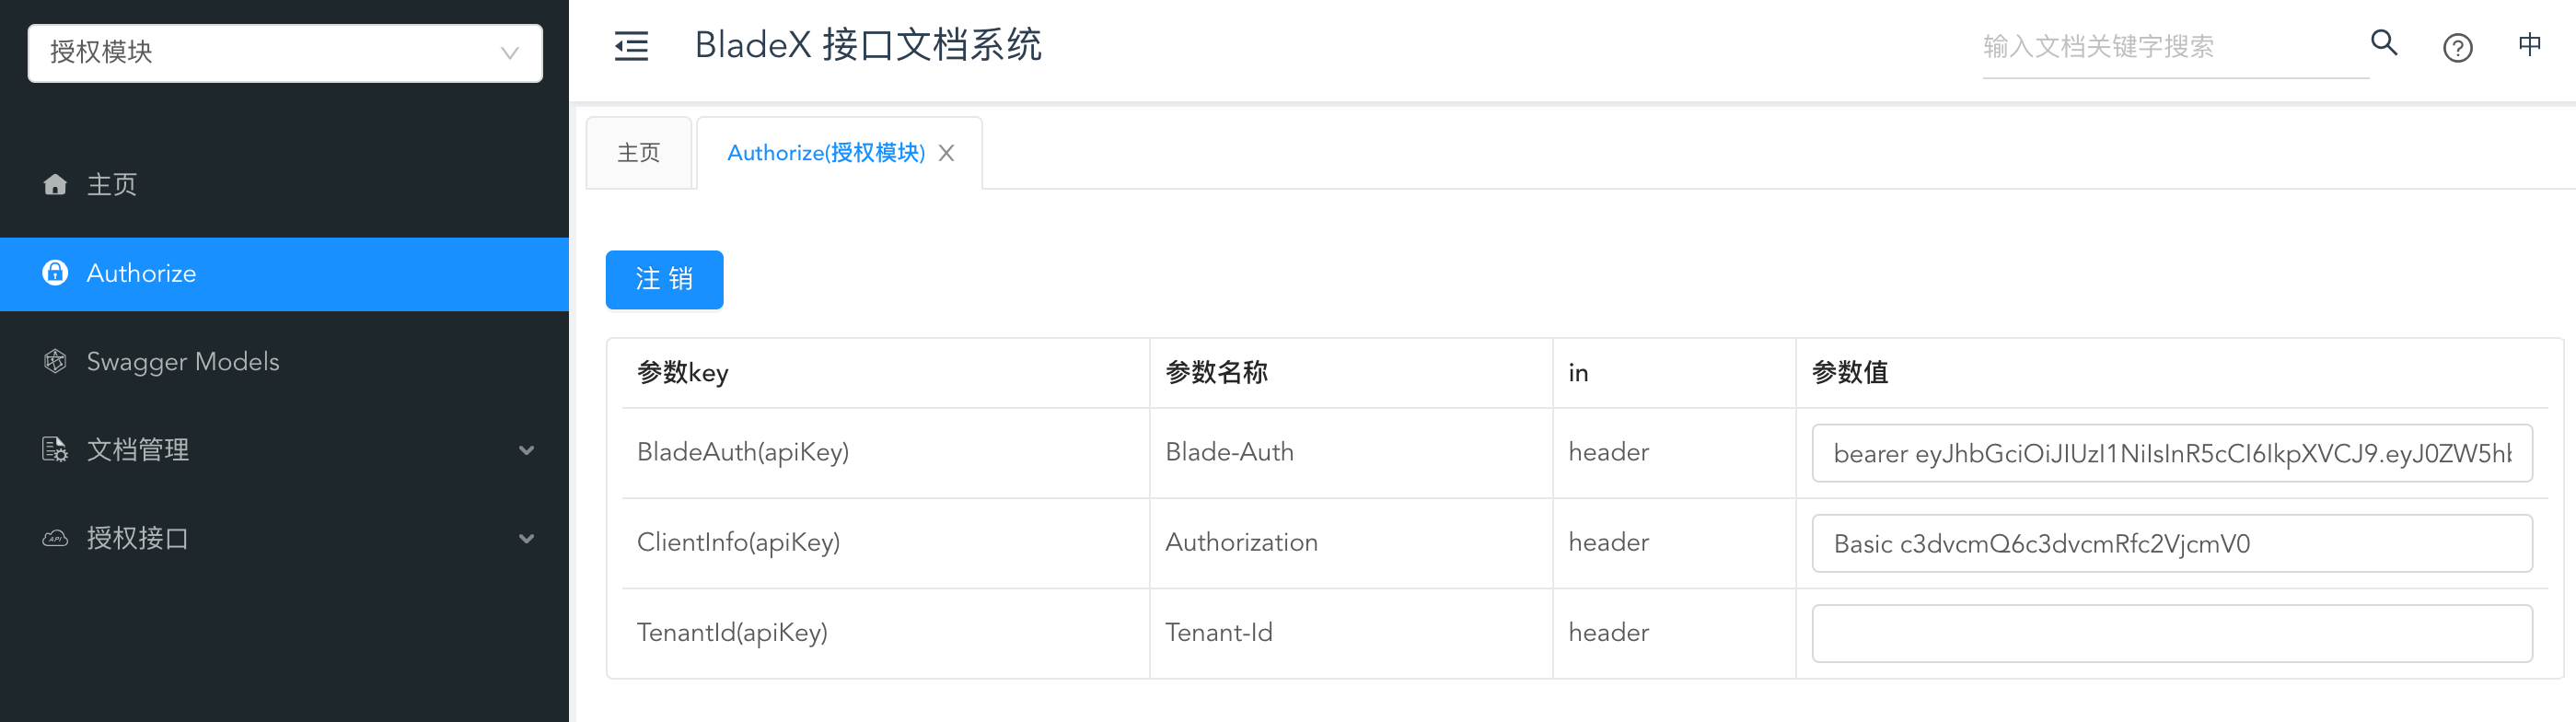 授权模块
主页
Authorize
Swagger Models
文档管理
授权接口
BladeX 接口文档系统
输入文档关键字搜索
中
主页
Authorize(授权模块)
注 销
参数key 参数名称 in 参数值
BladeAuth(apiKey) Blade-Auth header bearer eyJhbGciOiJIUzI1NiIsInR5cCI6IkpXVCJ9.eyJ0ZW5hb
ClientInfo(apiKey) Authorization header Basic c3dvcmQ6c3dvcmRfc2VjcmV0
TenantId(apiKey) Tenant-Id header